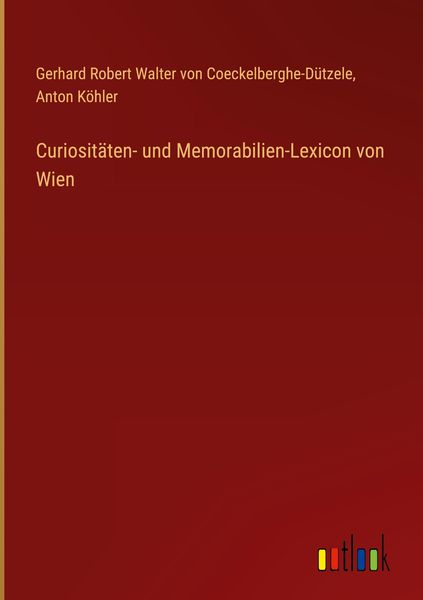 Gerhard Robert Walter von Coeckelberghe-Dützele,
Anton Köhler
Curiositäten- und Memorabilien-Lexicon von
Wien
outlook